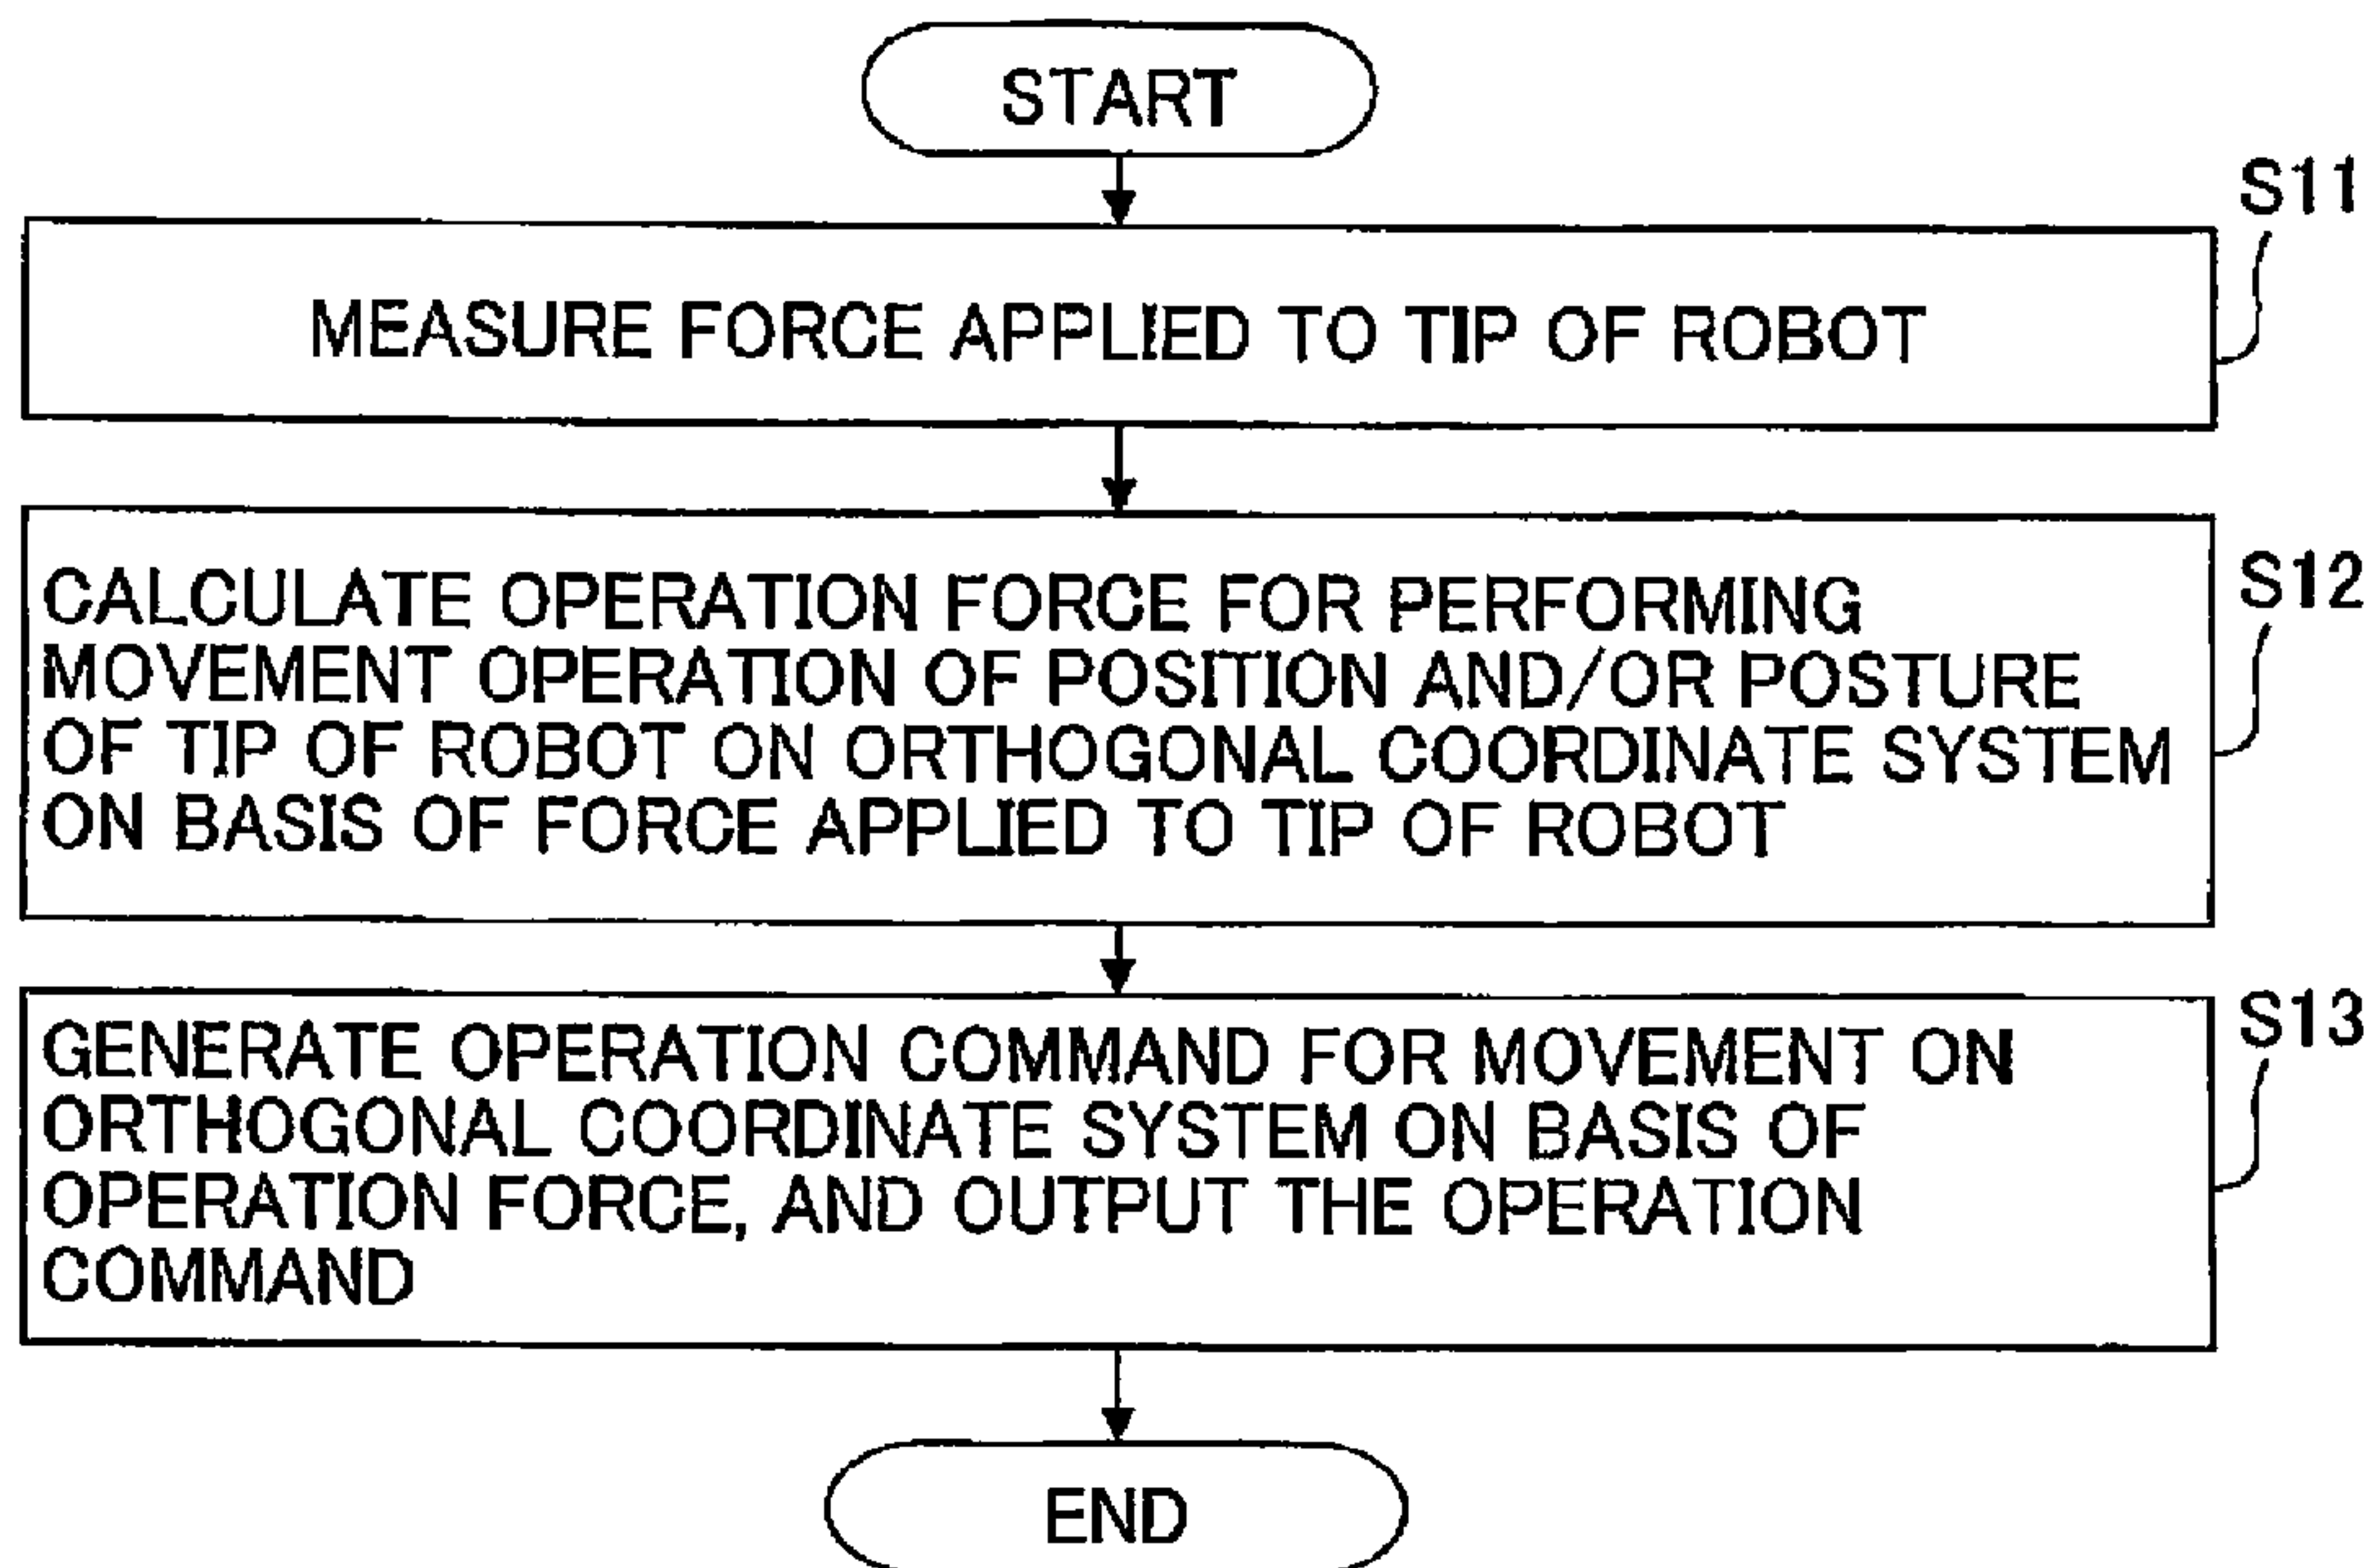 START
S11
MEASURE FORCE APPLIED TO TIP OF ROBOT
S12
CALCULATE OPERATION FORCE FOR PERFORMING
MOVEMENT OPERATION OF POSITION AND/OR POSTURE
OF TIP OF ROBOT ON ORTHOGONAL COORDINATE SYSTEM
ON BASIS OF FORCE APPLIED TO TIP OF ROBOT
S13
GENERATE OPERATION COMMAND FOR MOVEMENT ON
ORTHOGONAL COORDINATE SYSTEM ON BASIS OF
OPERATION FORCE, AND OUTPUT THE OPERATION
COMMAND
END